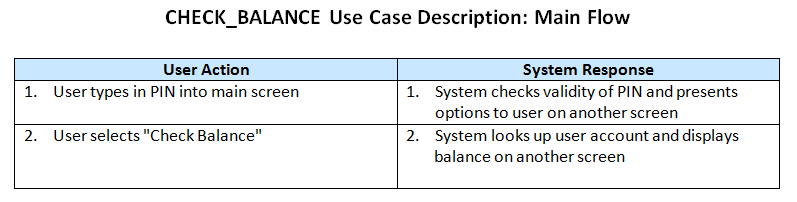 CHECK_BALANCE Use Case Description: Main Flow
User Action
System Response
1. User types in PIN into main screen
1. System checks validity of PIN and presents
options to user on another screen
2. User selects "Check Balance"
2. System looks up user account and displays
balance on another screen